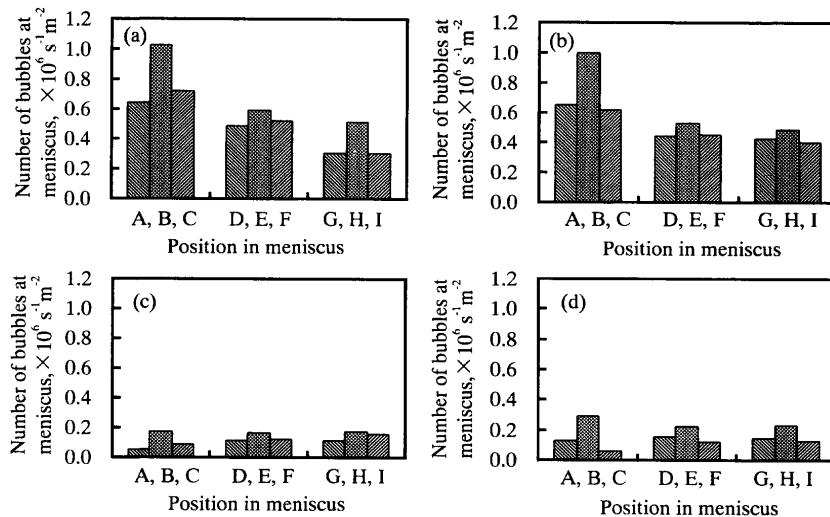 (a)
Number of bubbles at
meniscus, ×10⁶ s⁻¹m⁻²
1.2
1.0
0.8
0.6
0.4
0.2
0.0
A, B, C D, E, F G, H, I
Position in meniscus
(b)
Number of bubbles at
meniscus, ×10⁶ s⁻¹m⁻²
1.2
1.0
0.8
0.6
0.4
0.2
0.0
A, B, C D, E, F G, H, I
Position in meniscus
(c)
Number of bubbles at
meniscus, ×10⁶ s⁻¹m⁻²
1.2
1.0
0.8
0.6
0.4
0.2
0.0
A, B, C D, E, F G, H, I
Position in meniscus
(d)
Number of bubbles at
meniscus, ×10⁶ s⁻¹m⁻²
1.2
1.0
0.8
0.6
0.4
0.2
0.0
A, B, C D, E, F G, H, I
Position in meniscus